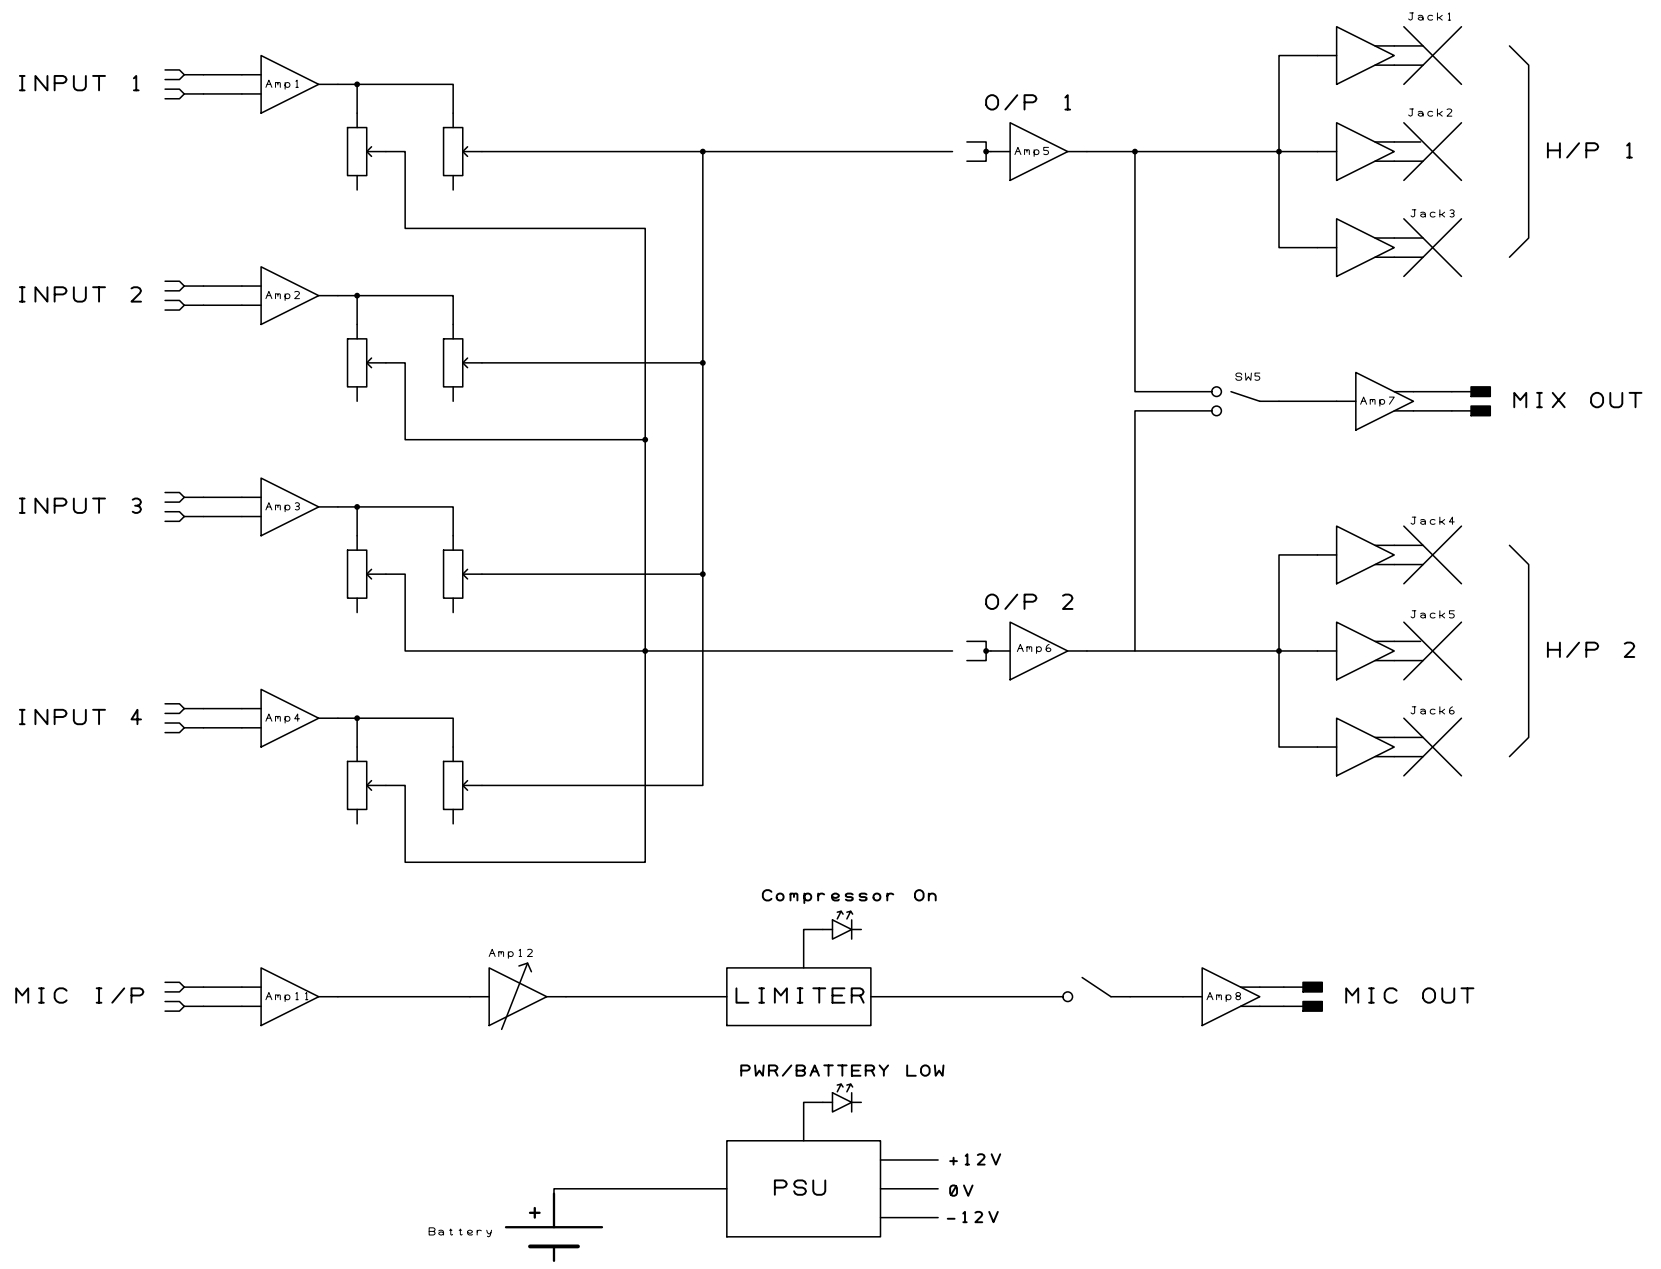 Jack1
INPUT 1
Amp1
O/P 1
Jack2
Amp5
H/P 1
Jack3
INPUT 2
Amp2
SW5
Amp7
MIX OUT
INPUT 3
Amp3
Jack4
O/P 2
Jack5
Amp6
H/P 2
INPUT 4
Amp4
Jack6
Compressor On
Amp12
MIC I/P
Amp11
LIMITER
Amp8
MIC OUT
PWR/BATTERY LOW
+12V
PSU
0V
-12V
+
Battery